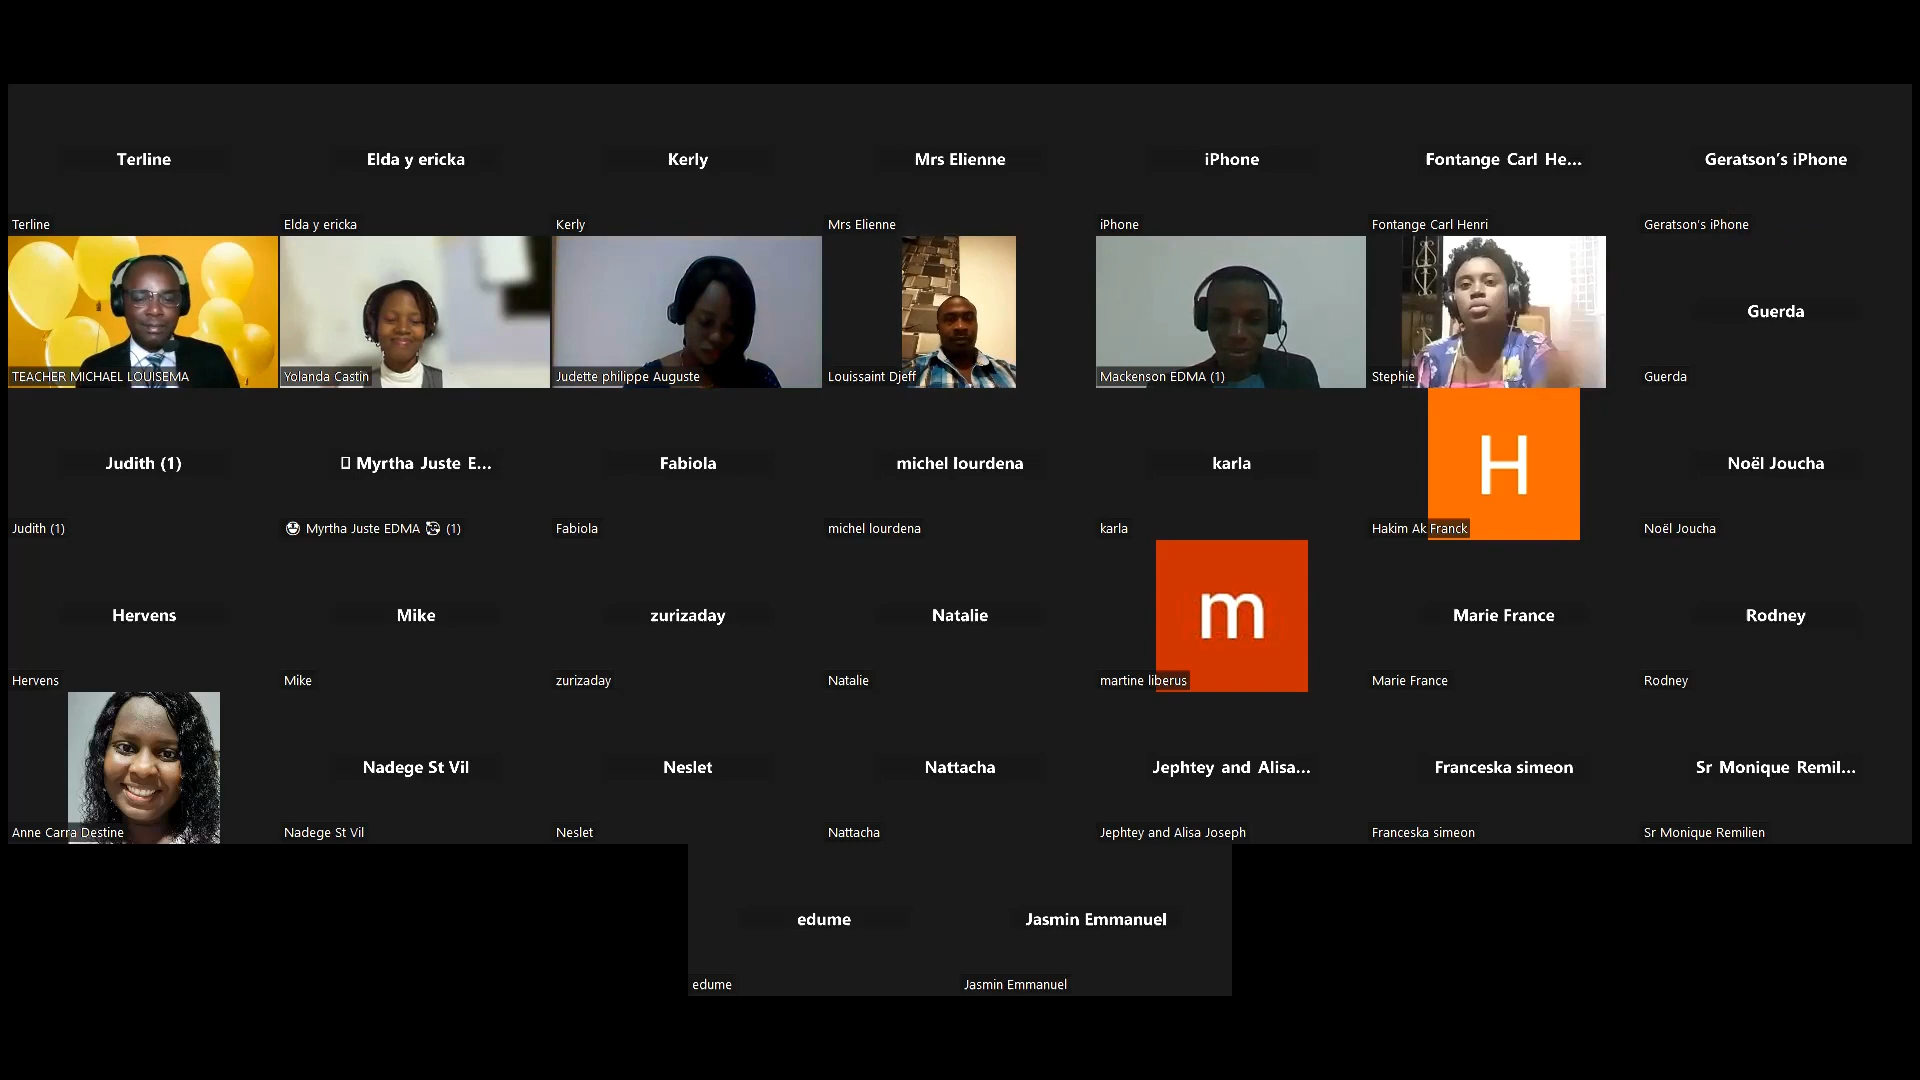 Terline
Elda y ericka
Kerly
Mrs Elienne
iPhone
Fontange Carl He...
Geratson's iPhone
Terline
Elda y ericka
Kerly
Mrs Elienne
iPhone
Fontange Carl Henri
Geratson's iPhone
Guerda
TEACHER MICHAEL LOUISEMA
Yolanda Castin
Judette philippe Auguste
Louissaint Djeff
Mackenson EDMA (1)
Stephie
Guerda
Judith (1)
Myrtha Juste E...
Fabiola
michel lourdena
karla
H
Noël Joucha
Judith (1)
Myrtha Juste EDMA (1)
Fabiola
michel lourdena
karla
Hakim Ak Franck
Noël Joucha
Hervens
Mike
zurizaday
Natalie
m
Marie France
Rodney
Hervens
Mike
zurizaday
Natalie
martine liberus
Marie France
Rodney
Nadege St Vil
Neslet
Nattacha
Jephtey and Alisa...
Franceska simeon
Sr Monique Remil...
Anne Carra Destine
Nadege St Vil
Neslet
Nattacha
Jephtey and Alisa Joseph
Franceska simeon
Sr Monique Remilien
edume
Jasmin Emmanuel
edume
Jasmin Emmanuel